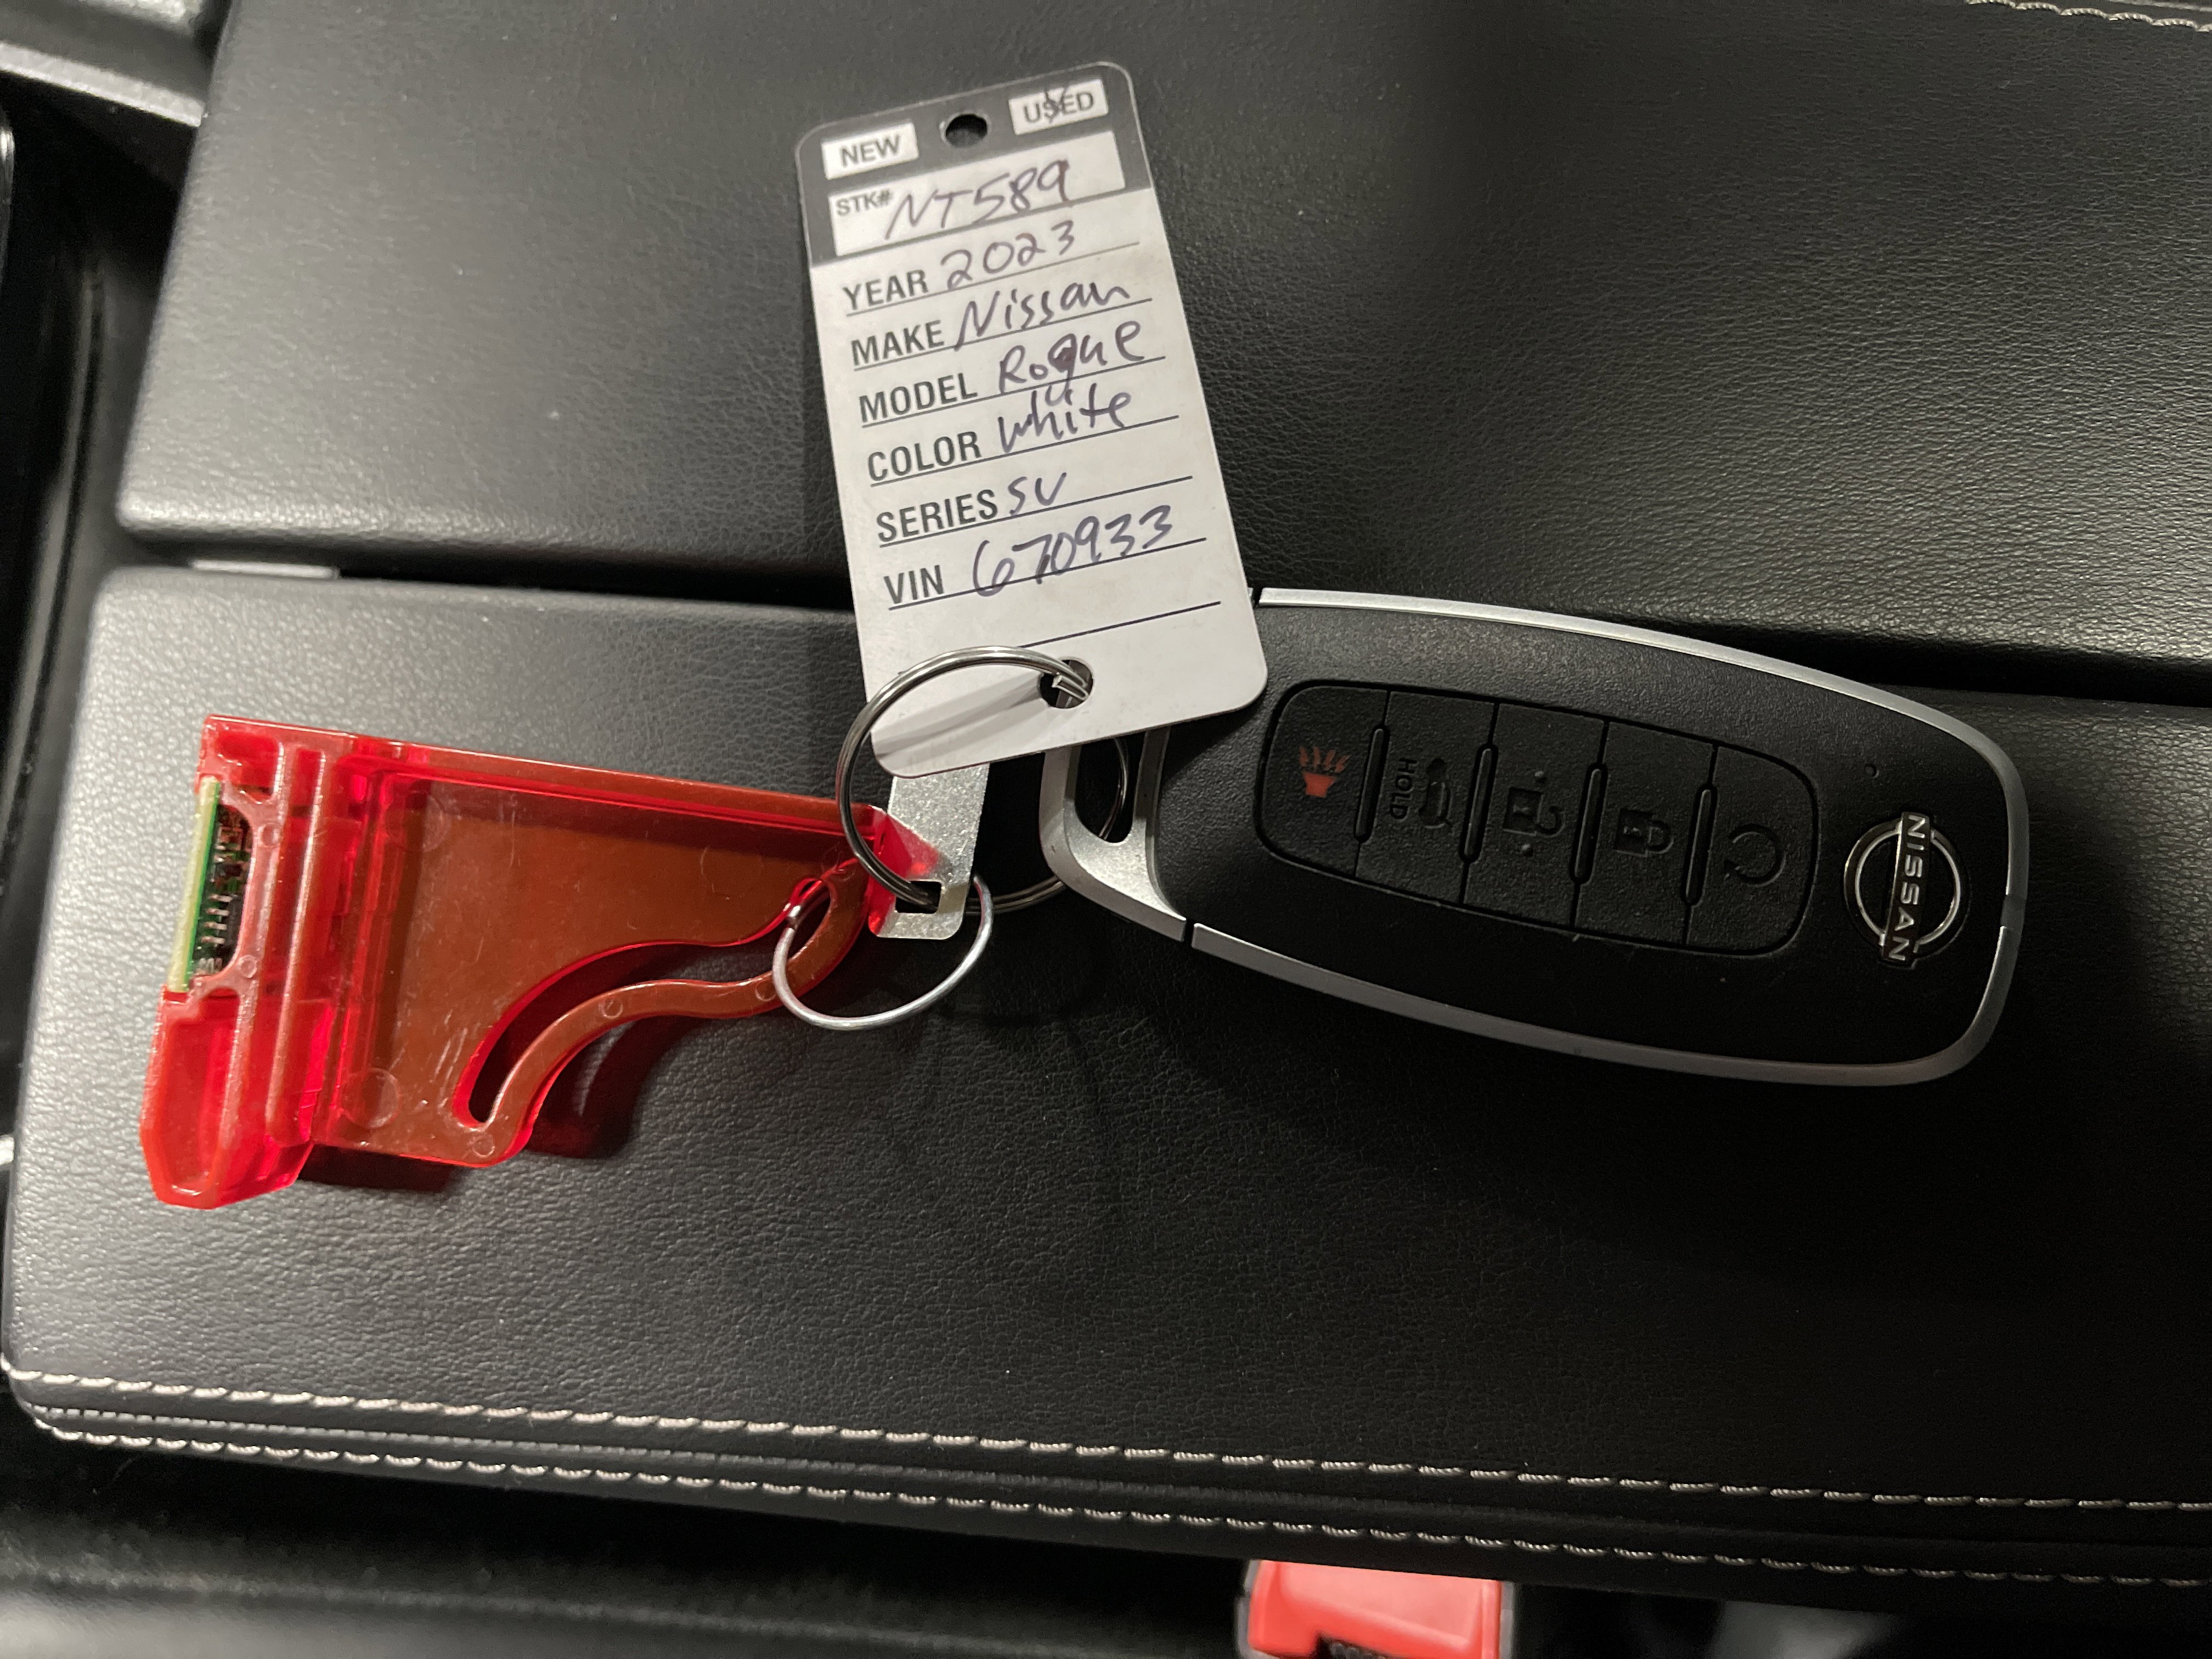 NEW USED
STK# NT589
YEAR 2023
MAKE Nissan
MODEL Rogue
COLOR white
SERIES SV
VIN 670933
HOLD
NISSAN